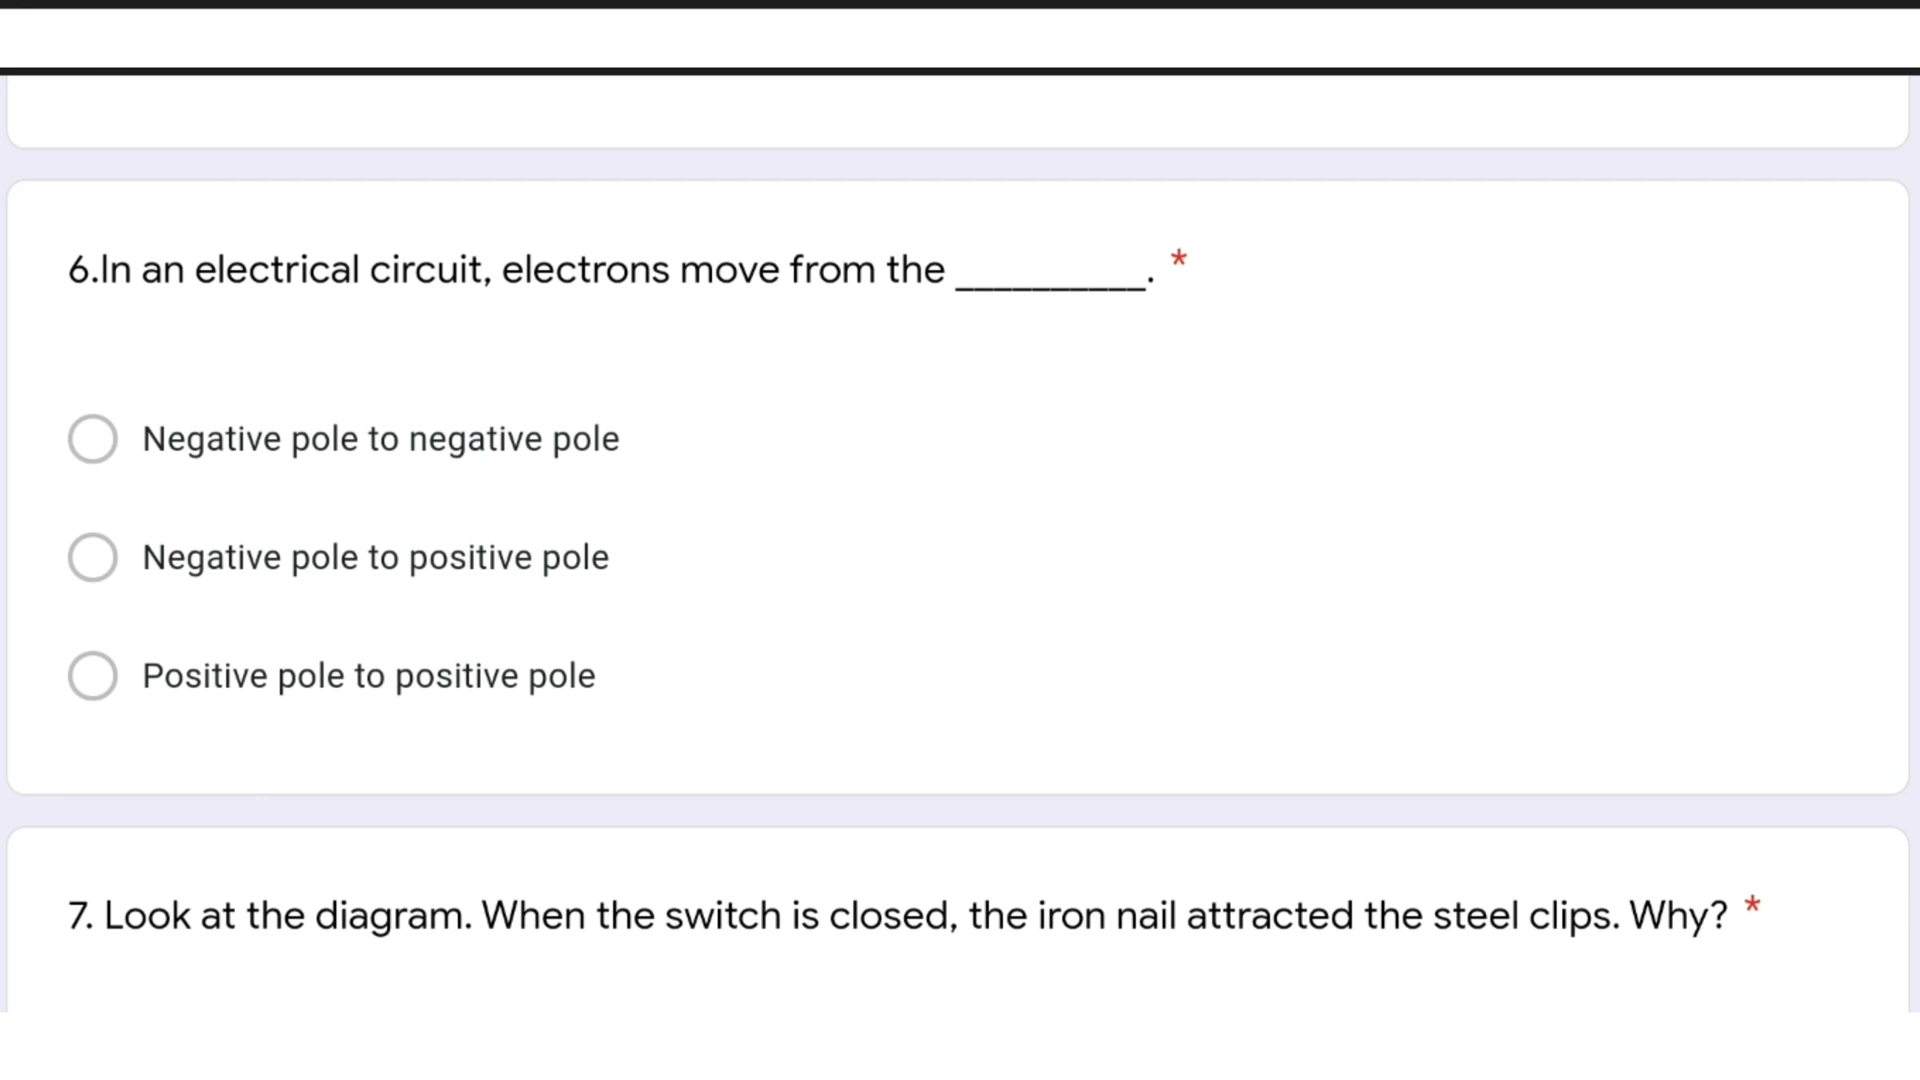 6.In an electrical circuit, electrons move from the __________. *
Negative pole to negative pole
Negative pole to positive pole
Positive pole to positive pole
7. Look at the diagram. When the switch is closed, the iron nail attracted the steel clips. Why? *